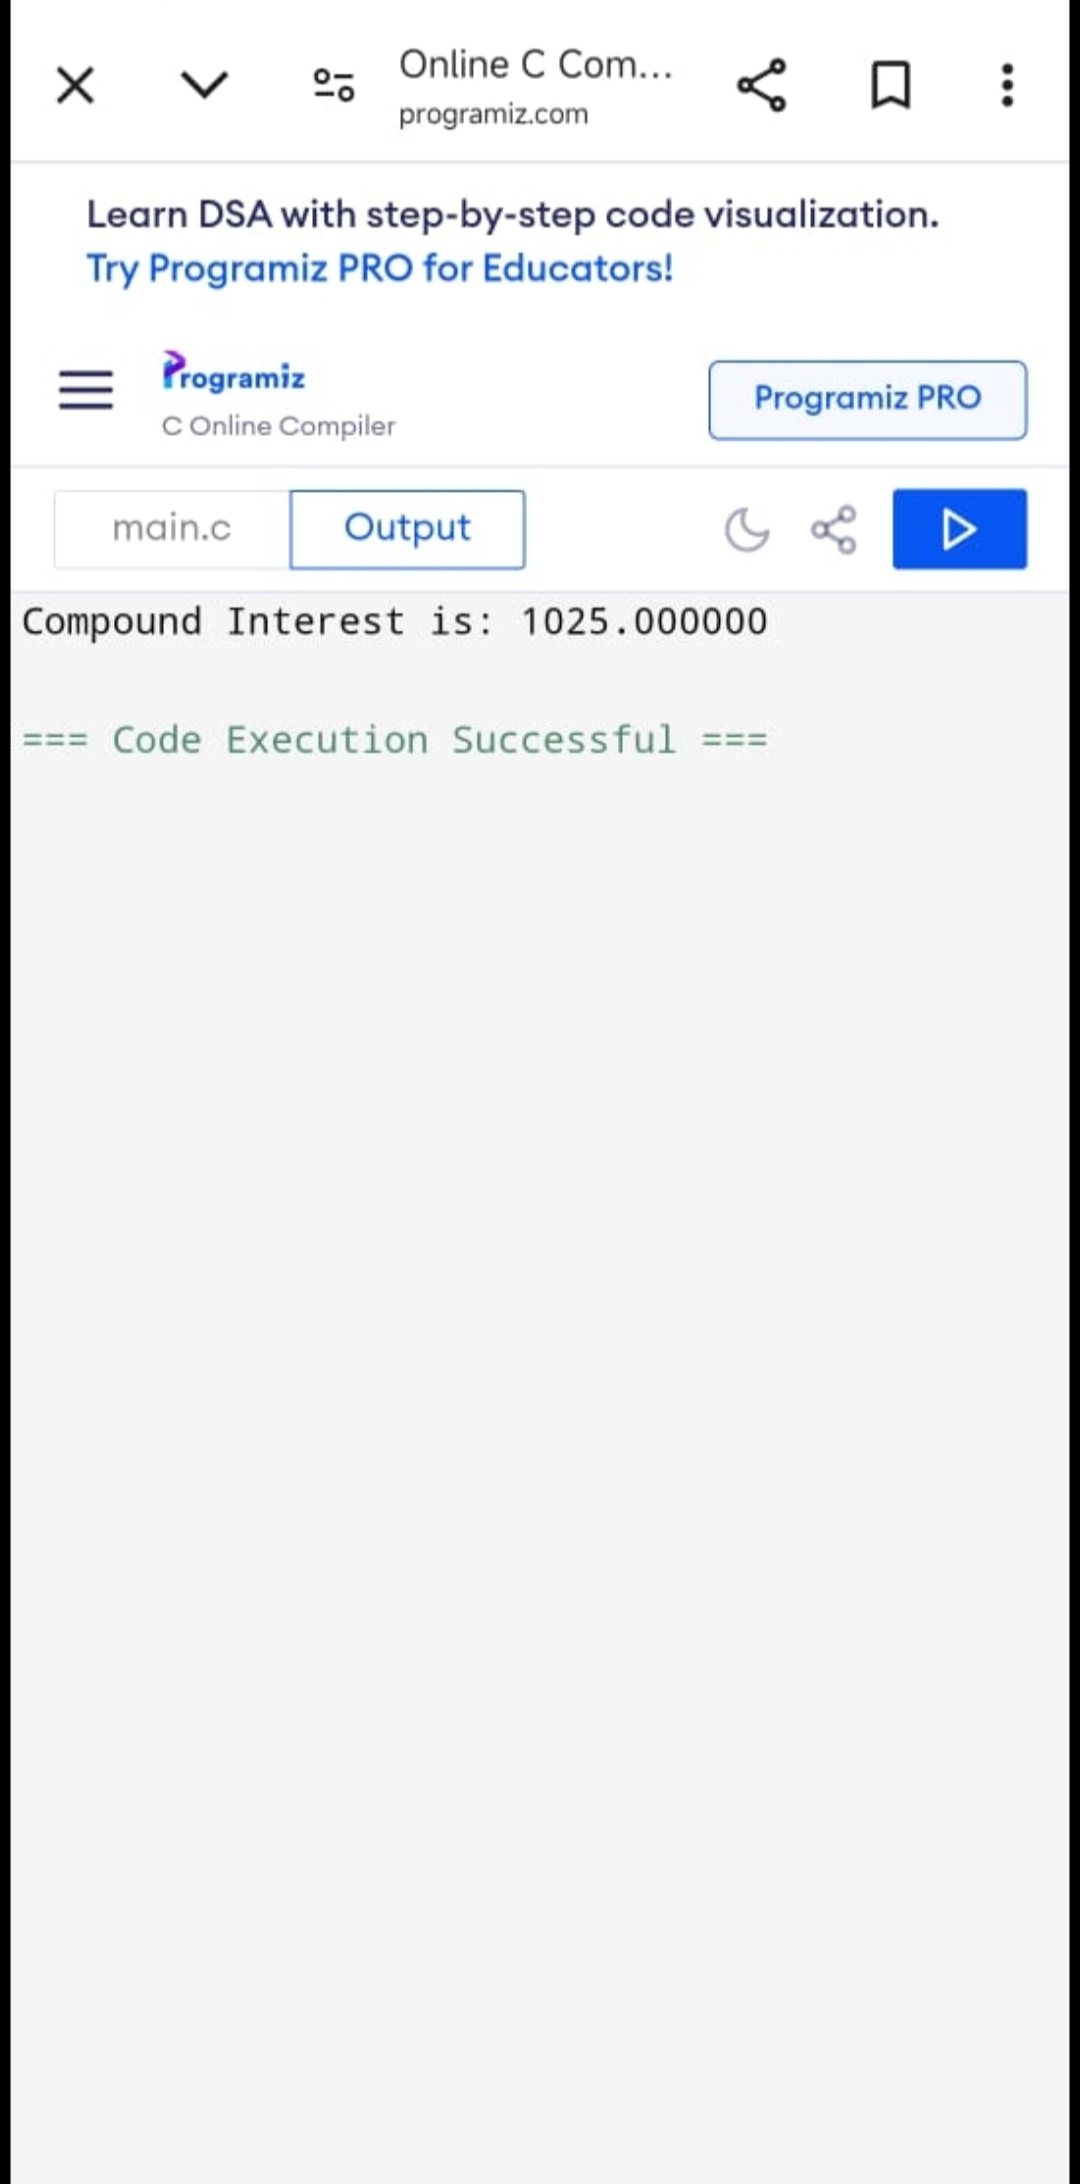 Online C Com...
programiz.com
Learn DSA with step-by-step code visualization.
Try Programiz PRO for Educators!
Programiz
C Online Compiler
Programiz PRO
main.c
Output
Compound Interest is: 1025.000000
=== Code Execution Successful ===